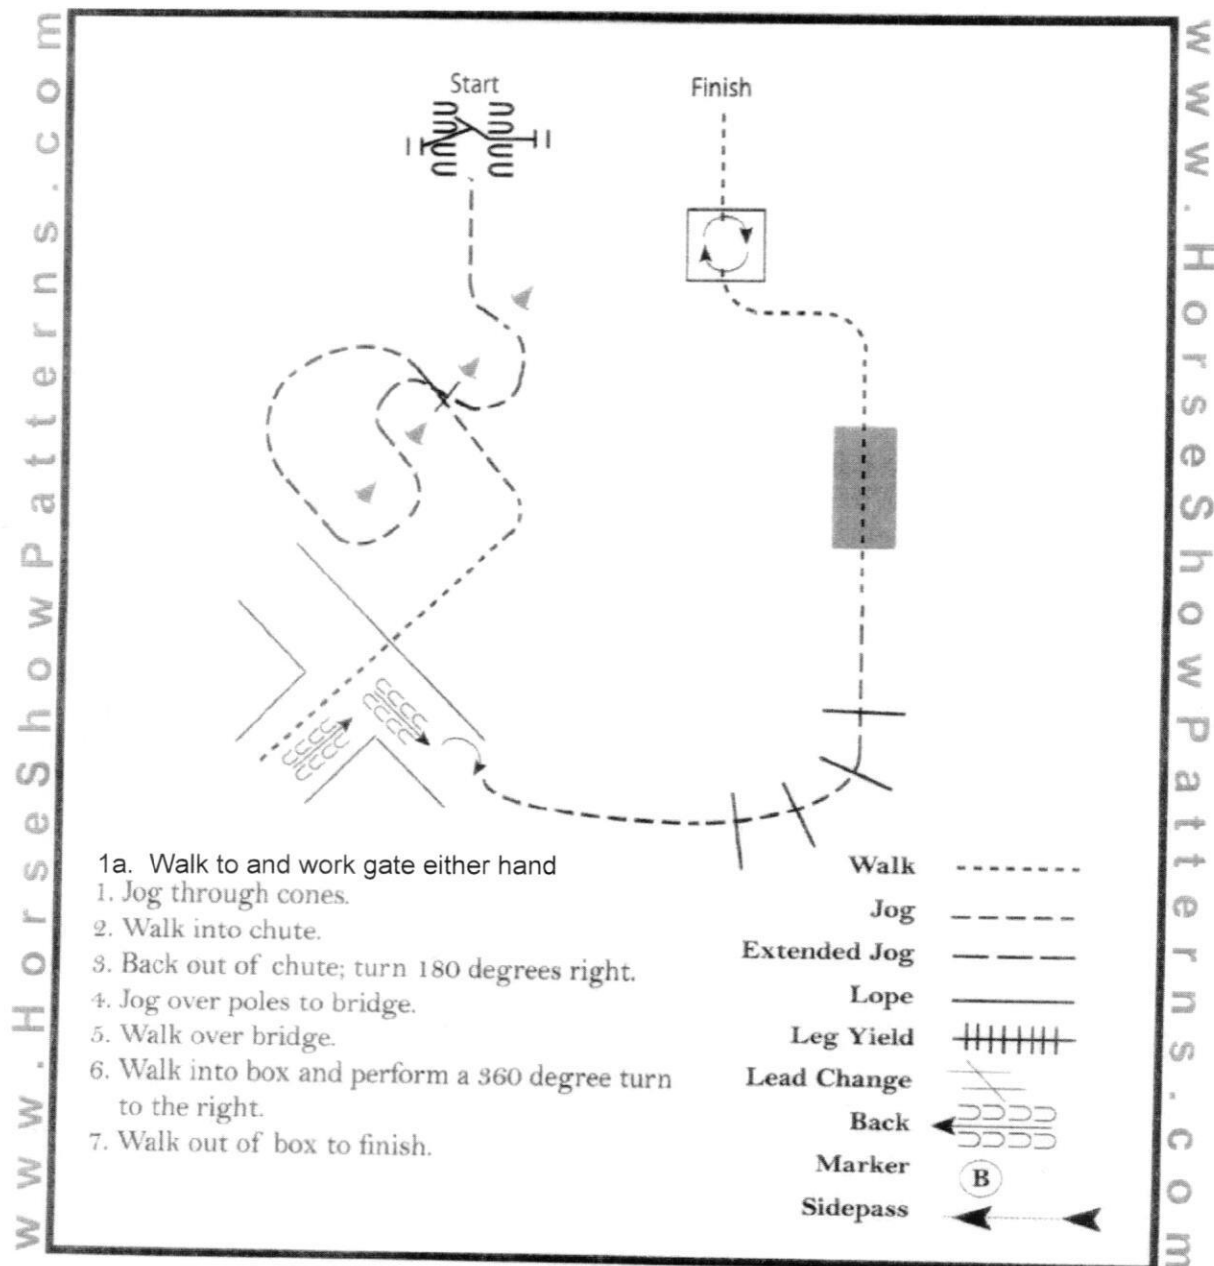 www.HorseShowPatterns.com
Start
Finish
1a. Walk to and work gate either hand
1. Jog through cones.
2. Walk into chute.
3. Back out of chute; turn 180 degrees right.
4. Jog over poles to bridge.
5. Walk over bridge.
6. Walk into box and perform a 360 degree turn
to the right.
7. Walk out of box to finish.
Walk
Jog
Extended Jog
Lope
Leg Yield
Lead Change
Back
Marker
B
Sidepass
www.HorseShowPatterns.com